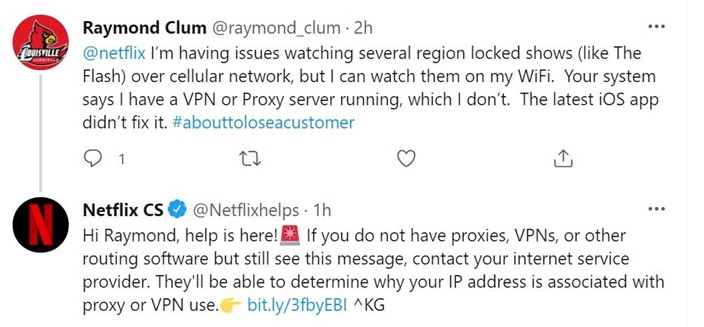 Raymond Clum @raymond_clum · 2h
@netflix I’m having issues watching several region locked shows (like The
Flash) over cellular network, but I can watch them on my WiFi.  Your system
says I have a VPN or Proxy server running, which I don’t.  The latest iOS app
didn’t fix it. #abouttoloseacustomer
1
Netflix CS @Netflixhelps · 1h
Hi Raymond, help is here!🚨 If you do not have proxies, VPNs, or other
routing software but still see this message, contact your internet service
provider. They'll be able to determine why your IP address is associated with
proxy or VPN use.👉 bit.ly/3fbyEBI ^KG
LOUISVILLE
CARDINALS
N